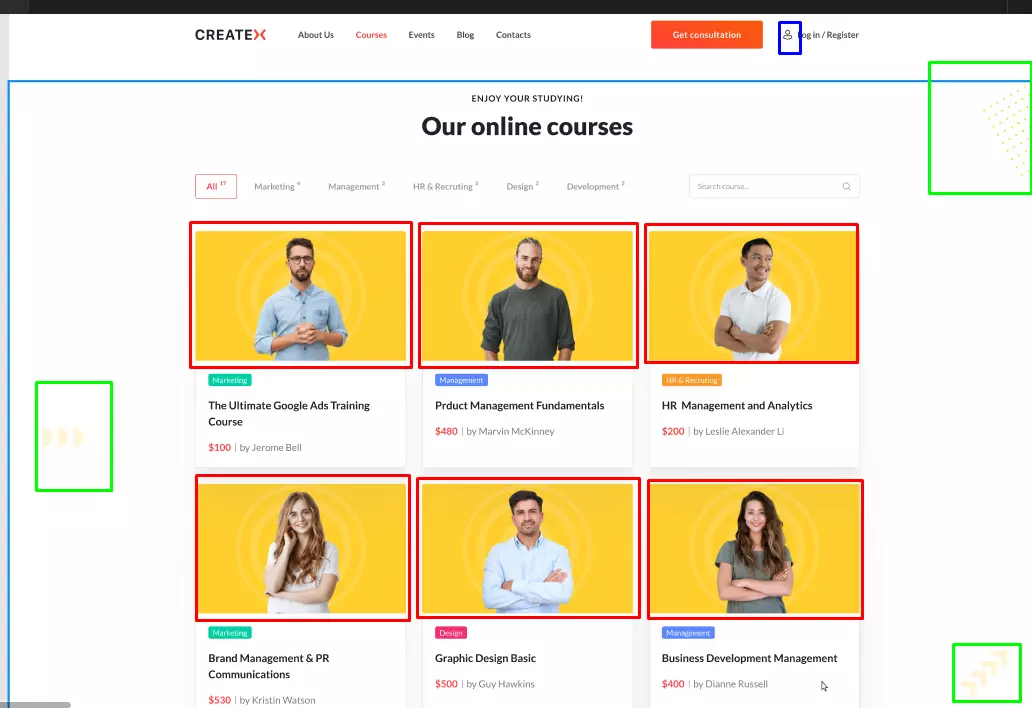 CREATEX About Us Courses Events Blog Contacts Get consultation Log in / Register
ENJOY YOUR STUDYING!
Our online courses
All 17 Marketing 4 Management 3 HR & Recruting 3 Design 3 Development 3 Search course...
Marketing
The Ultimate Google Ads Training
Course
$100 | by Jerome Bell
Management
Prduct Management Fundamentals
$480 | by Marvin McKinney
HR & Recruting
HR Management and Analytics
$200 | by Leslie Alexander Li
Marketing
Brand Management & PR
Communications
$530 | by Kristin Watson
Design
Graphic Design Basic
$500 | by Guy Hawkins
Management
Business Development Management
$400 | by Dianne Russell